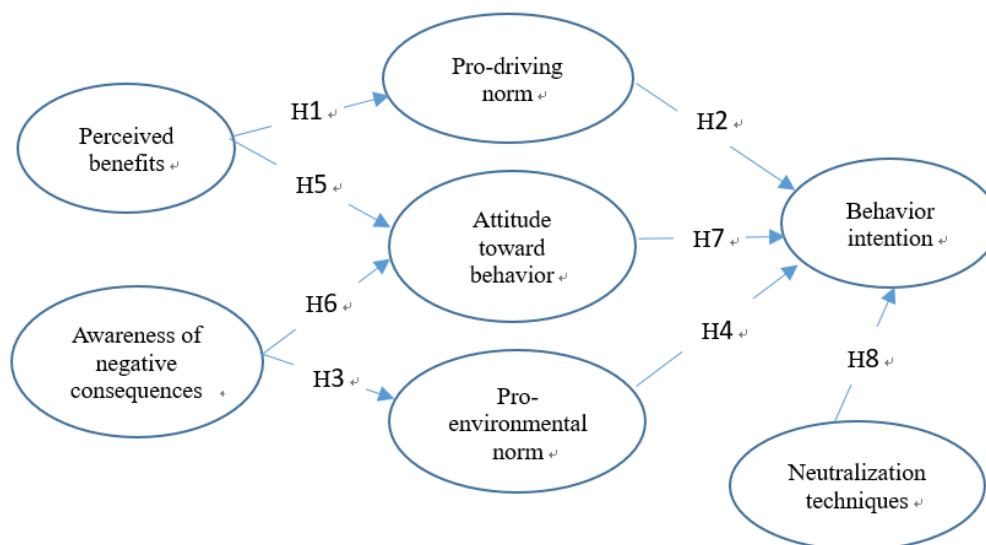 Pro-driving
norm
H1
H2
Perceived
benefits
H5
Attitude
toward
behavior
H7
Behavior
intention
H6
Awareness of
negative
consequences
H4
H3
H8
Pro-
environmental
norm
Neutralization
techniques